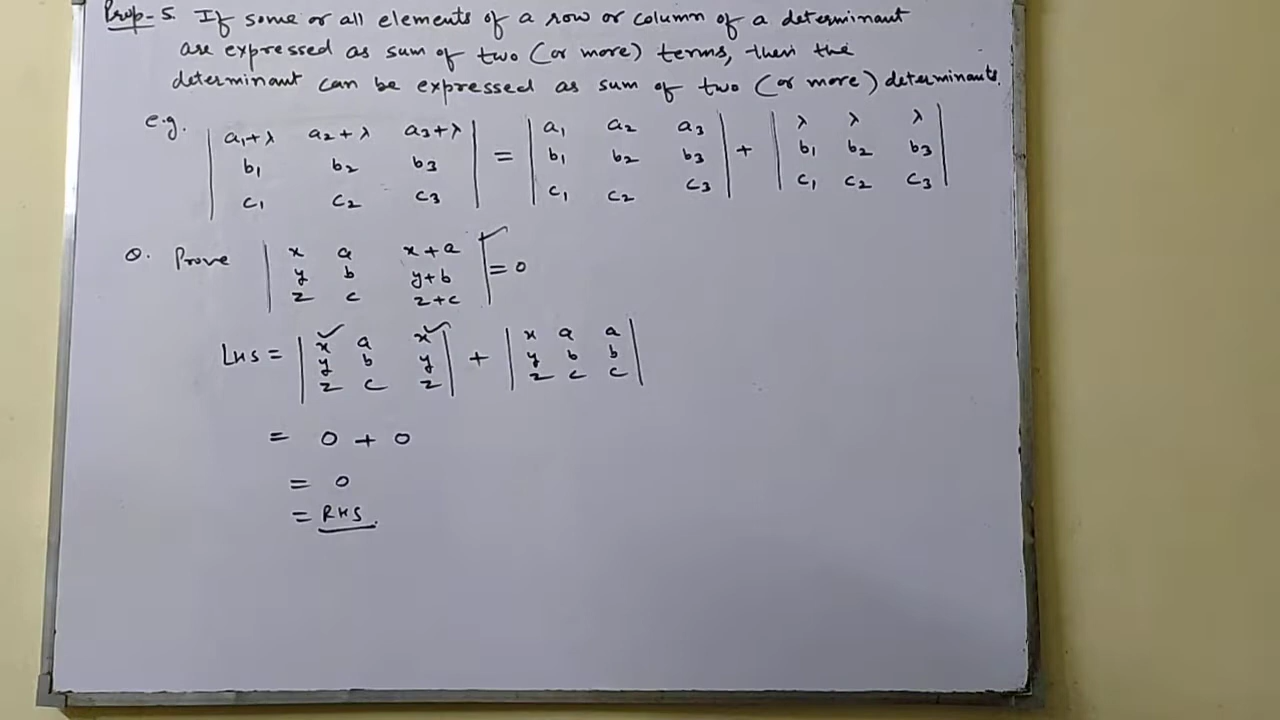 Prop-5. If some or all elements of a row or column of a determinant
are expressed as sum of two (or more) terms, then the
determinant can be expressed as sum of two (or more) determinants.
e.g. | a₁+λ a₂+λ a₃+λ | = | a₁ a₂ a₃ | + | λ λ λ |
| b₁ b₂ b₃ | | b₁ b₂ b₃ | | b₁ b₂ b₃ |
| c₁ c₂ c₃ | | c₁ c₂ c₃ | | c₁ c₂ c₃ |
Q. Prove | x a x+a | = 0
| y b y+b |
| z c z+c |
LHS = | x a x | + | x a a |
| y b y | | y b b |
| z c z | | z c c |
= 0 + 0
= 0
= RHS.